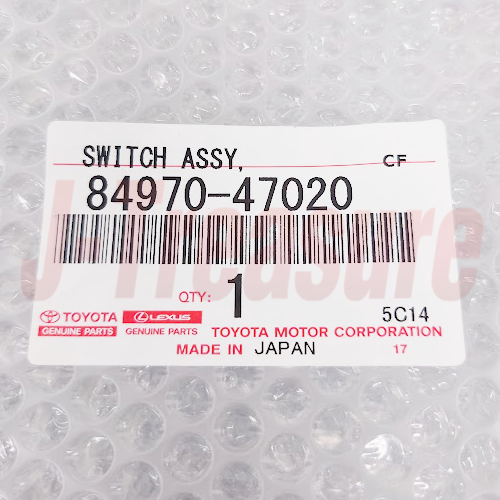 SWITCH ASSY, CF
84970-47020
J-Treasure
QTY: 1
5C14
TOYOTA LEXUS
GENUINE PARTS GENUINE PARTS TOYOTA MOTOR CORPORATION
MADE IN JAPAN 17